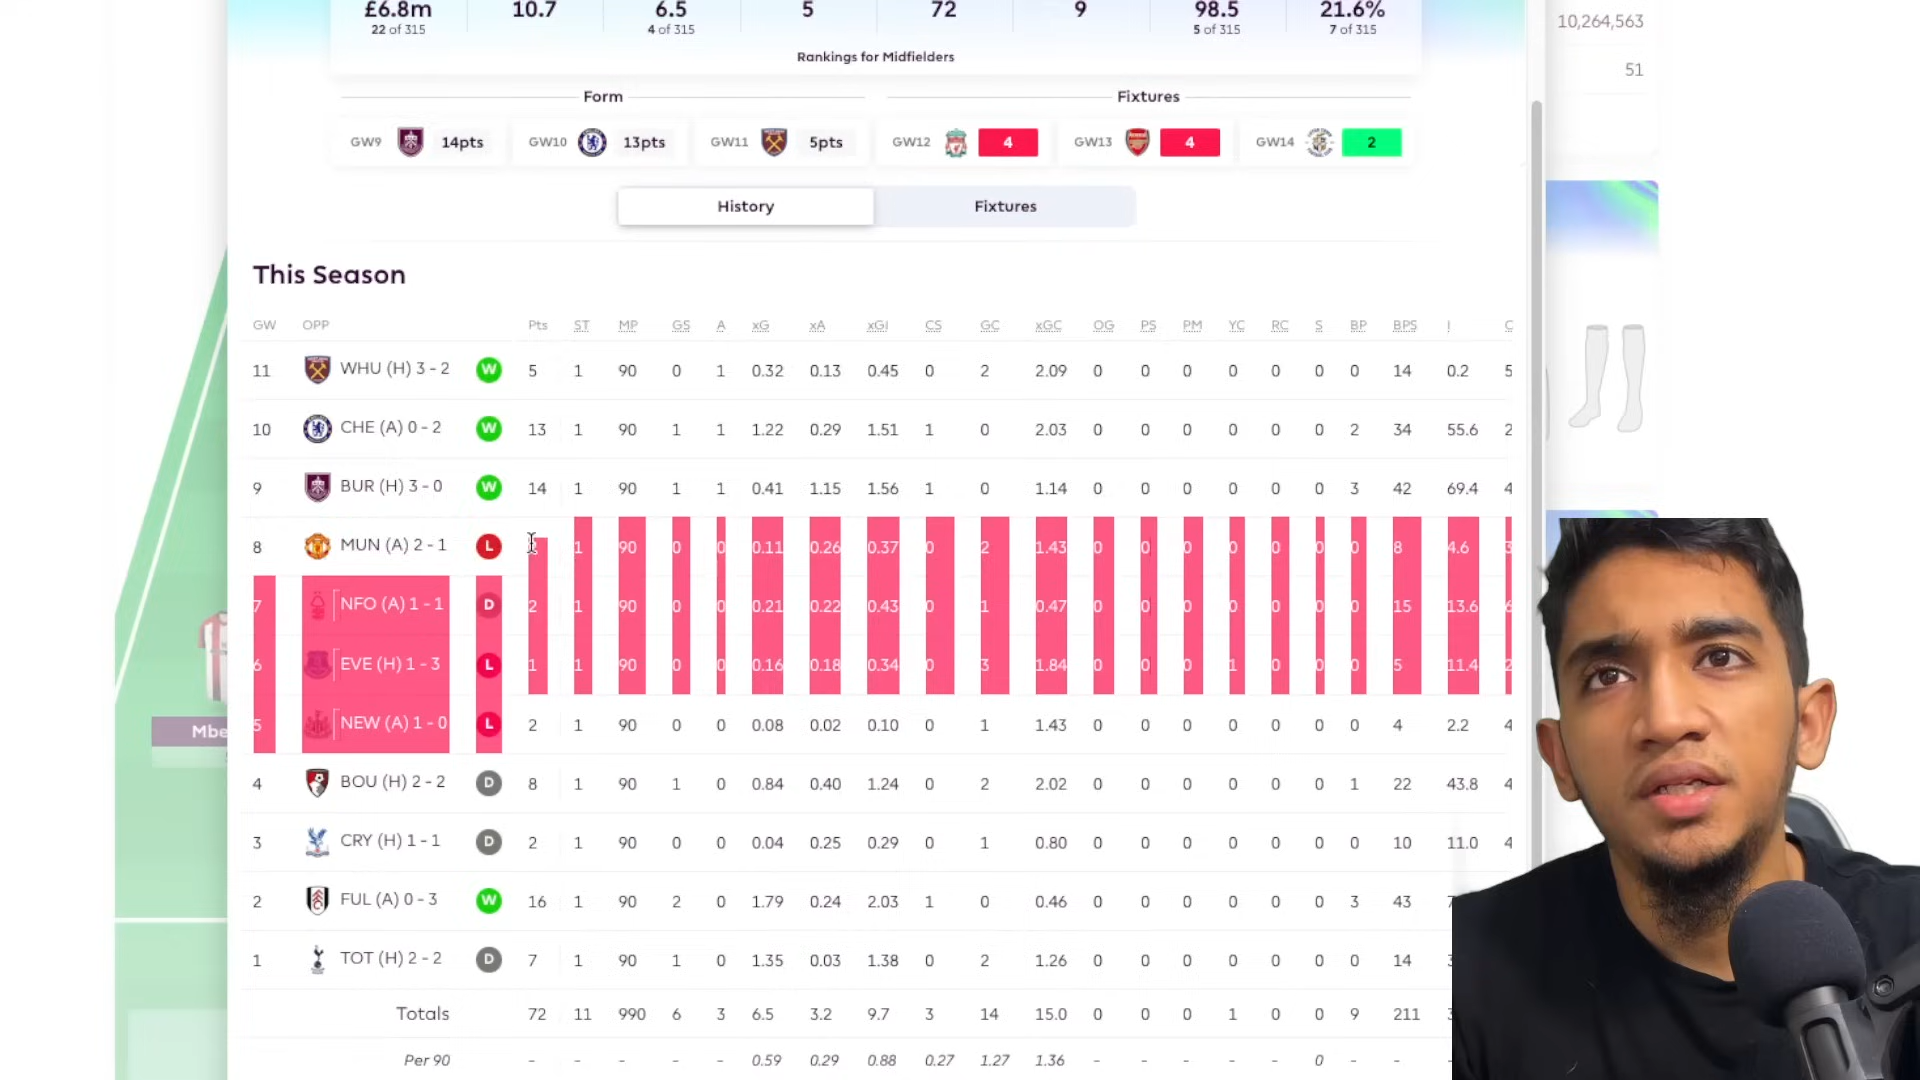 £6.8m 10.7 6.5 5 72 9 98.5 21.6%
22 of 315 4 of 315 5 of 315 7 of 315
10,264,563
51
Rankings for Midfielders
Form Fixtures
GW9 14pts GW10 13pts GW11 5pts GW12 4 GW13 4 GW14 2
History Fixtures
This Season
GW OPP Pts ST MP GS A xG xA xGI CS GC xGC OG PS PM YC RC S BP BPS I C
11 WHU (H) 3 - 2 W 5 1 90 0 1 0.32 0.13 0.45 0 2 2.09 0 0 0 0 0 0 0 14 0.2 5
10 CHE (A) 0 - 2 W 13 1 90 1 1 1.22 0.29 1.51 1 0 2.03 0 0 0 0 0 0 2 34 55.6 2
9 BUR (H) 3 - 0 W 14 1 90 1 1 0.41 1.15 1.56 1 0 1.14 0 0 0 0 0 0 3 42 69.4 4
8 MUN (A) 2 - 1 L 1 90 0 0 0.11 0.26 0.37 0 2 1.43 0 0 0 0 0 0 0 8 4.6 3
7 NFO (A) 1 - 1 D 2 1 90 0 0 0.21 0.22 0.43 0 1 0.47 0 0 0 0 0 0 0 15 13.6 6
6 EVE (H) 1 - 3 L 1 1 90 0 0 0.16 0.18 0.34 0 3 1.84 0 0 0 1 0 0 0 5 11.4 2
5 NEW (A) 1 - 0 L 2 1 90 0 0 0.08 0.02 0.10 0 1 1.43 0 0 0 0 0 0 0 4 2.2 4
4 BOU (H) 2 - 2 D 8 1 90 1 0 0.84 0.40 1.24 0 2 2.02 0 0 0 0 0 0 1 22 43.8 4
3 CRY (H) 1 - 1 D 2 1 90 0 0 0.04 0.25 0.29 0 1 0.80 0 0 0 0 0 0 0 10 11.0 4
2 FUL (A) 0 - 3 W 16 1 90 2 0 1.79 0.24 2.03 1 0 0.46 0 0 0 0 0 0 3 43 7
1 TOT (H) 2 - 2 D 7 1 90 1 0 1.35 0.03 1.38 0 2 1.26 0 0 0 0 0 0 0 14 3
Totals 72 11 990 6 3 6.5 3.2 9.7 3 14 15.0 0 0 0 1 0 0 9 211 3
Per 90 - - - - - 0.59 0.29 0.88 0.27 1.27 1.36 - - - - - 0 - - -
Mbe